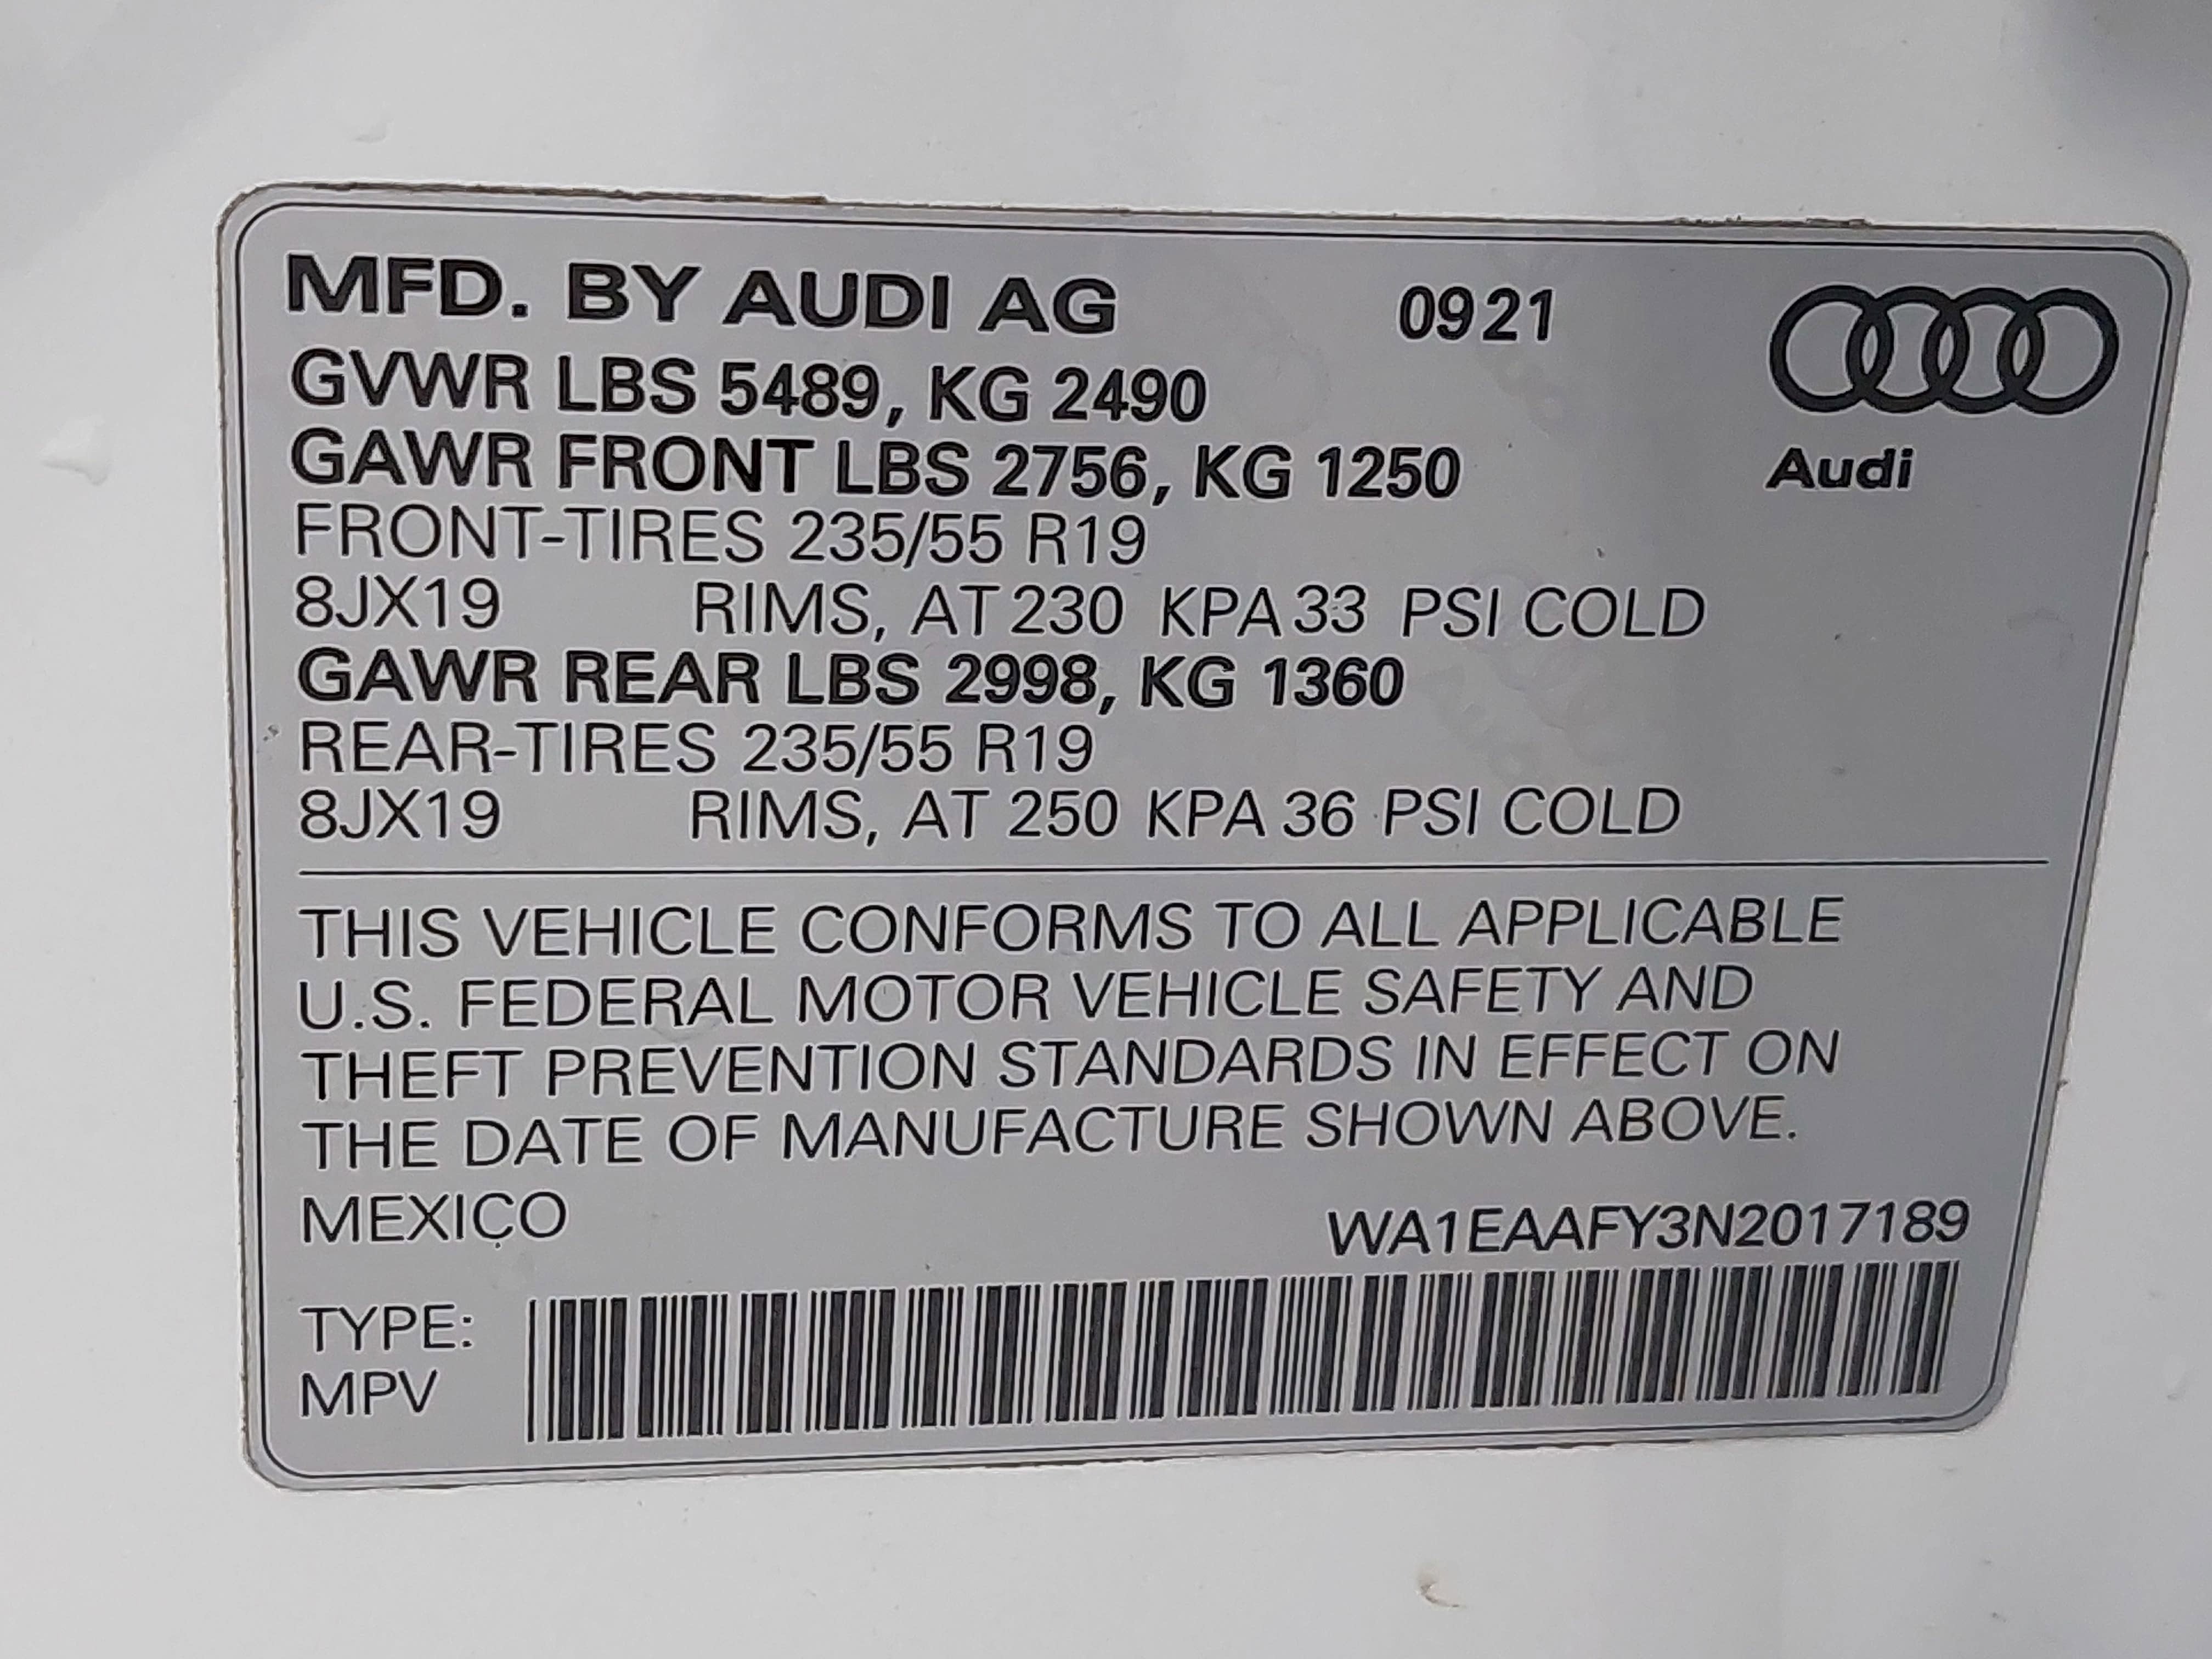 MFD. BY AUDI AG 0921
GVWR LBS 5489, KG 2490
GAWR FRONT LBS 2756, KG 1250
Audi
FRONT-TIRES 235/55 R19
8JX19 RIMS, AT 230 KPA 33 PSI COLD
GAWR REAR LBS 2998, KG 1360
REAR-TIRES 235/55 R19
8JX19 RIMS, AT 250 KPA 36 PSI COLD
THIS VEHICLE CONFORMS TO ALL APPLICABLE
U.S. FEDERAL MOTOR VEHICLE SAFETY AND
THEFT PREVENTION STANDARDS IN EFFECT ON
THE DATE OF MANUFACTURE SHOWN ABOVE.
MEXICO WA1EAAFY3N2017189
TYPE:
MPV